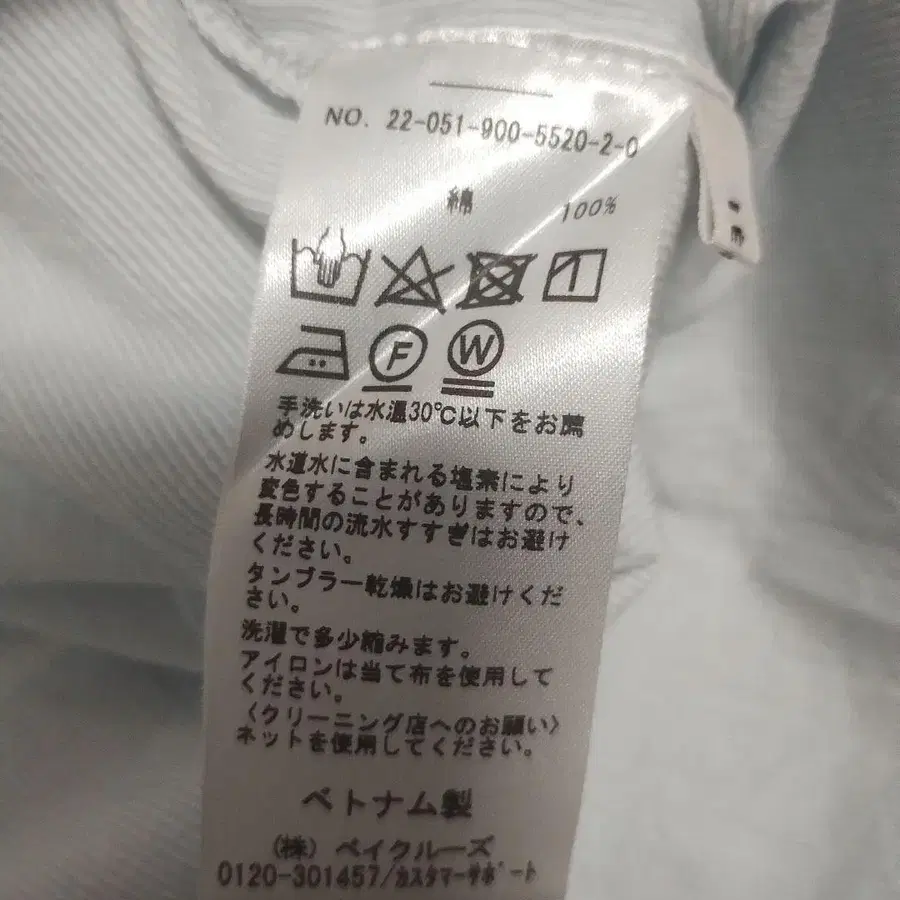 NO. 22-051-900-5520-2-0
綿 100%
F W
手洗いは水温30℃以下をお薦
めします。
水道水に含まれる塩素により
変色することがありますので、
長時間の流水すすぎはお避け
ください。
タンブラー乾燥はお避けくだ
さい。
洗濯で多少縮みます。
アイロンは当て布を使用して
ください。
〈クリーニング店へのお願い〉
ネットを使用してください。
ベトナム製
(株) ベイクルーズ
0120-301457/カスタマーサポート